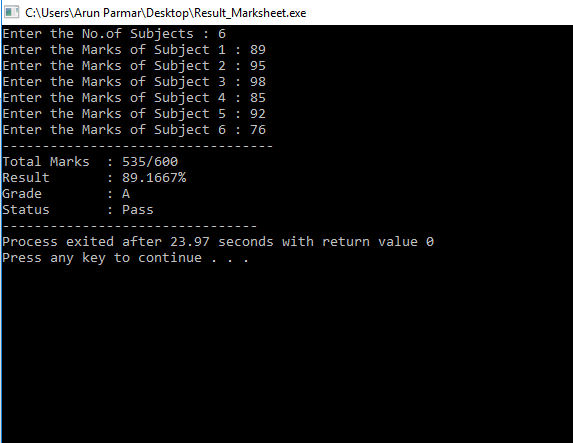 C:\Users\Arun Parmar\Desktop\Result_Marksheet.exe
Enter the No.of Subjects : 6
Enter the Marks of Subject 1 : 89
Enter the Marks of Subject 2 : 95
Enter the Marks of Subject 3 : 98
Enter the Marks of Subject 4 : 85
Enter the Marks of Subject 5 : 92
Enter the Marks of Subject 6 : 76
----------------------------------
Total Marks  : 535/600
Result       : 89.1667%
Grade        : A
Status       : Pass
--------------------------------
Process exited after 23.97 seconds with return value 0
Press any key to continue . . .